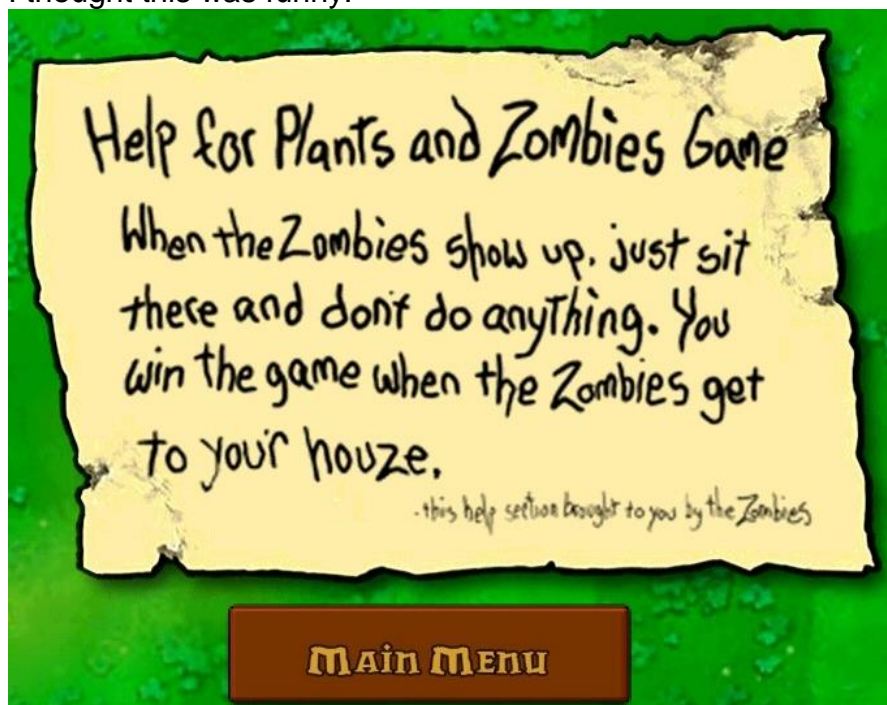 I thought this was funny.
Help for Plants and Zombies Game
When the Zombies show up, just sit
there and don't do anything. You
win the game when the Zombies get
to your houze.
-this help section brought to you by the Zombies
Main Menu